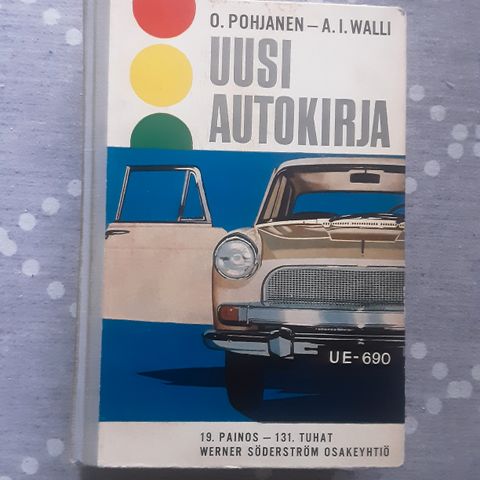 O. POHJANEN – A. I. WALLI
UUSI
AUTOKIRJA
UE-690
19. PAINOS – 131. TUHAT
WERNER SÖDERSTRÖM OSAKEYHTIÖ